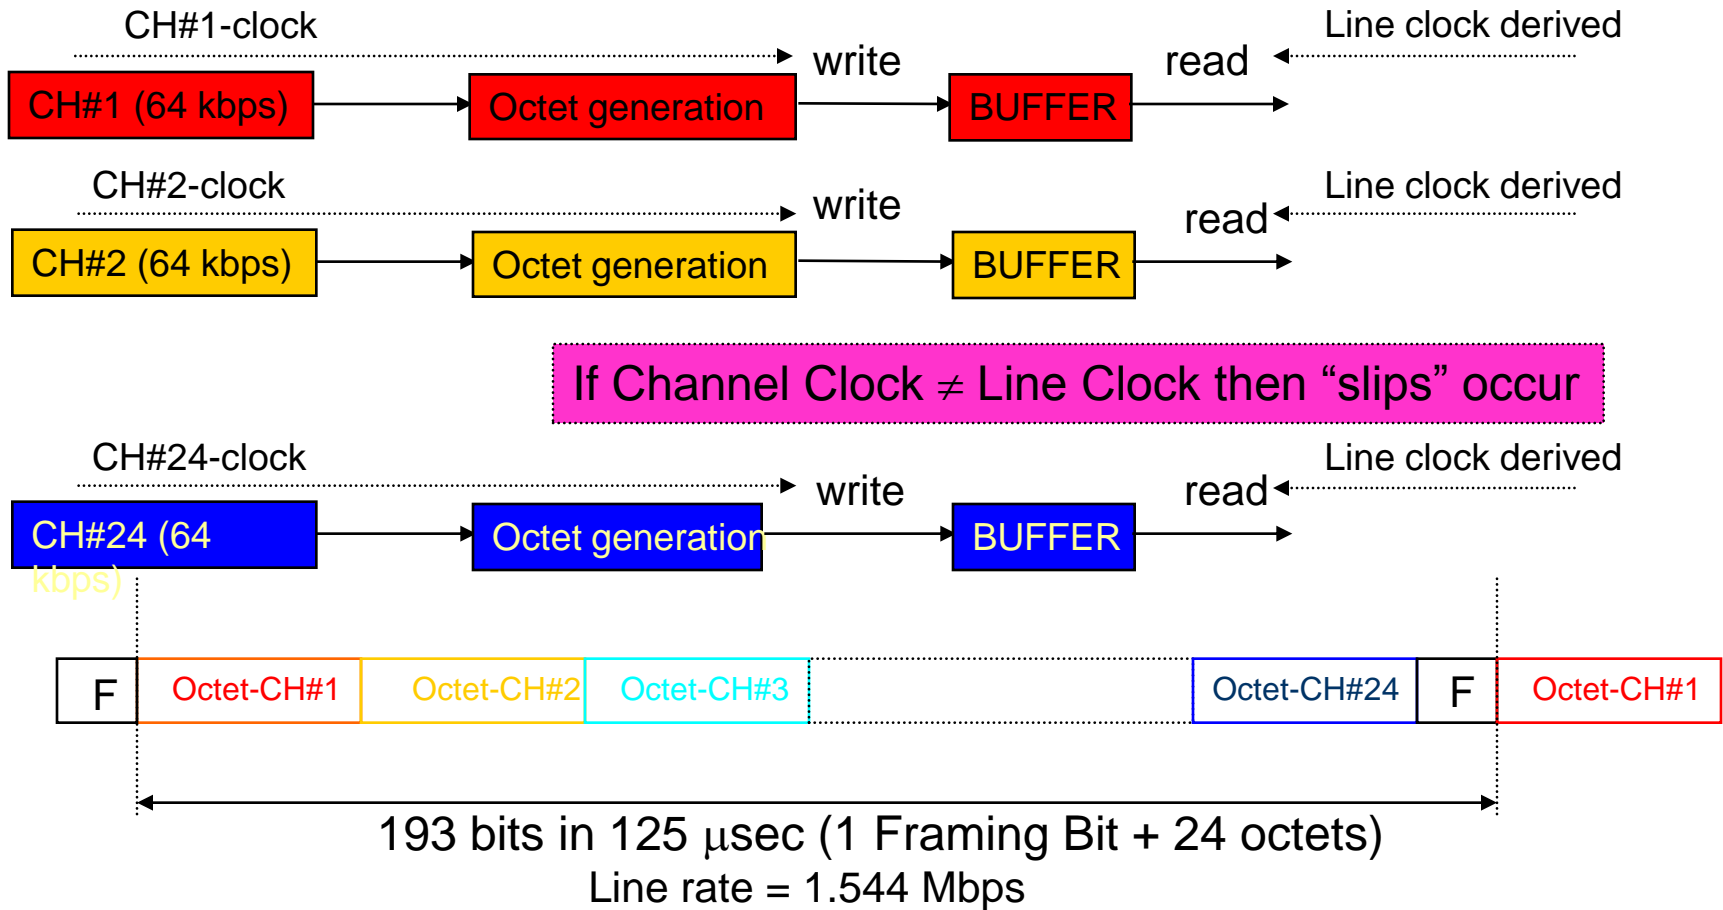 CH#1-clock
write
read
Line clock derived
CH#1 (64 kbps)
Octet generation
BUFFER
CH#2-clock
write
read
Line clock derived
CH#2 (64 kbps)
Octet generation
BUFFER
If Channel Clock ≠ Line Clock then “slips” occur
CH#24-clock
write
read
Line clock derived
CH#24 (64
kbps)
Octet generation
BUFFER
F
Octet-CH#1
Octet-CH#2
Octet-CH#3
Octet-CH#24
F
Octet-CH#1
193 bits in 125 μsec (1 Framing Bit + 24 octets)
Line rate = 1.544 Mbps